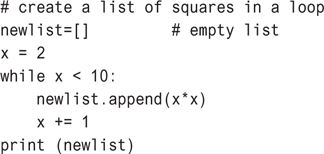 # create a list of squares in a loop
newlist=[]        # empty list
x = 2
while x < 10:
    newlist.append(x*x)
    x += 1
print (newlist)